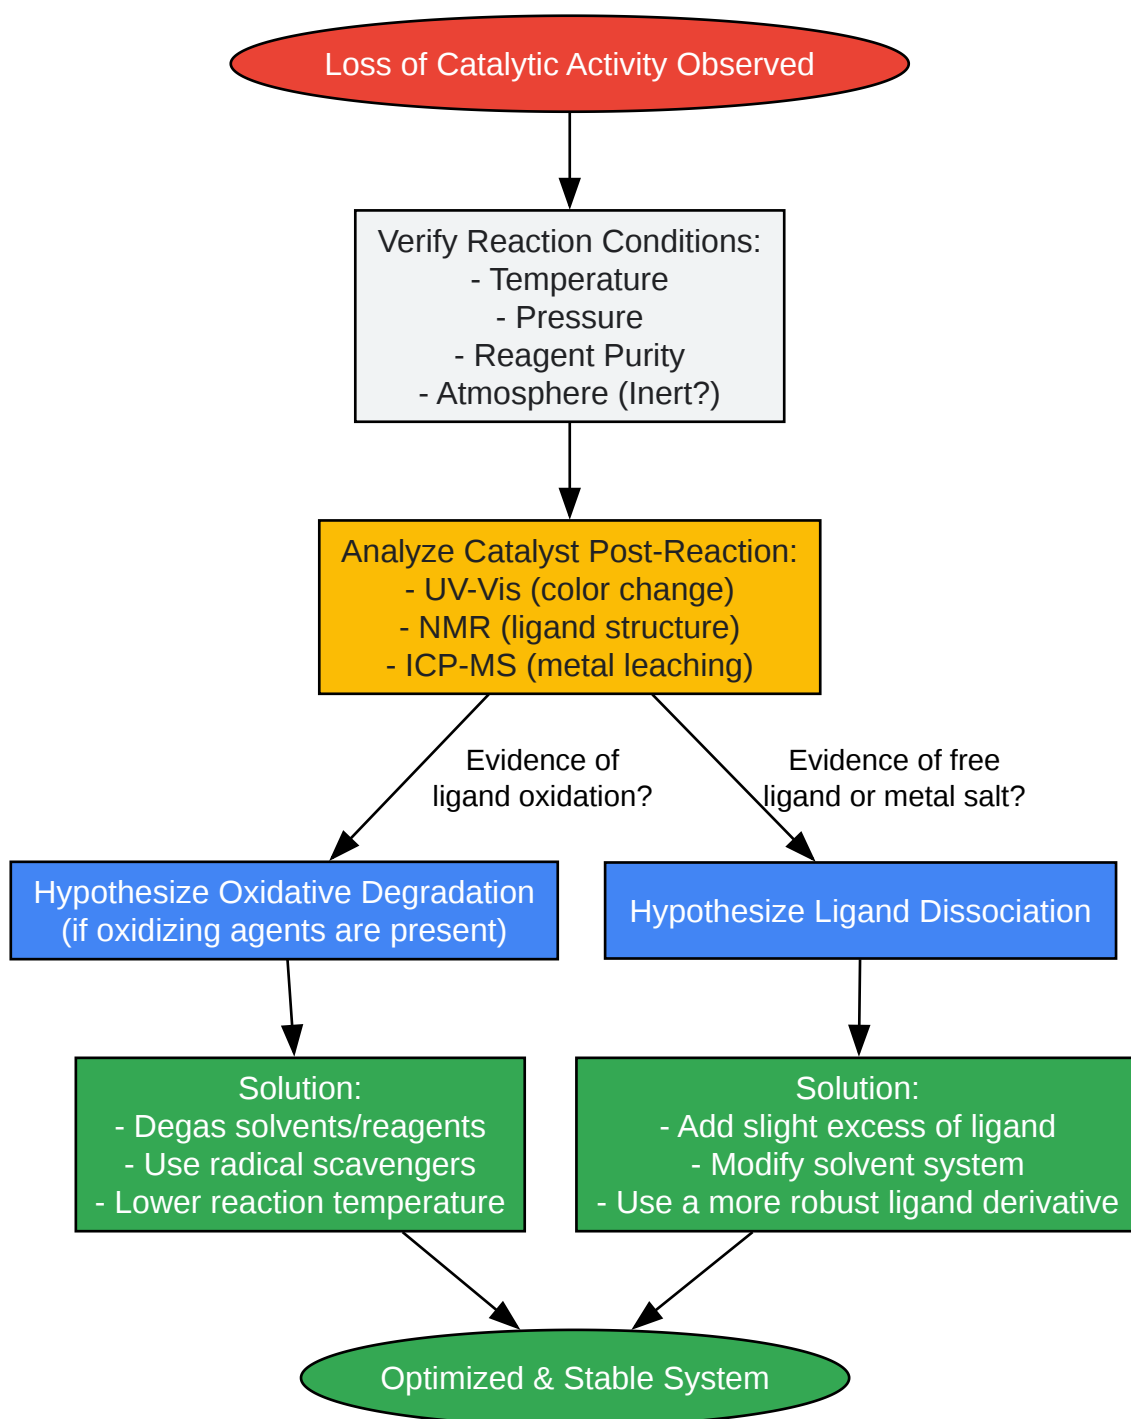 Loss of Catalytic Activity Observed
Verify Reaction Conditions:
- Temperature
- Pressure
- Reagent Purity
- Atmosphere (Inert?)
Analyze Catalyst Post-Reaction:
- UV-Vis (color change)
- NMR (ligand structure)
- ICP-MS (metal leaching)
Evidence of
ligand oxidation?
Evidence of free
ligand or metal salt?
Hypothesize Oxidative Degradation
(if oxidizing agents are present)
Hypothesize Ligand Dissociation
Solution:
- Degas solvents/reagents
- Use radical scavengers
- Lower reaction temperature
Solution:
- Add slight excess of ligand
- Modify solvent system
- Use a more robust ligand derivative
Optimized & Stable System